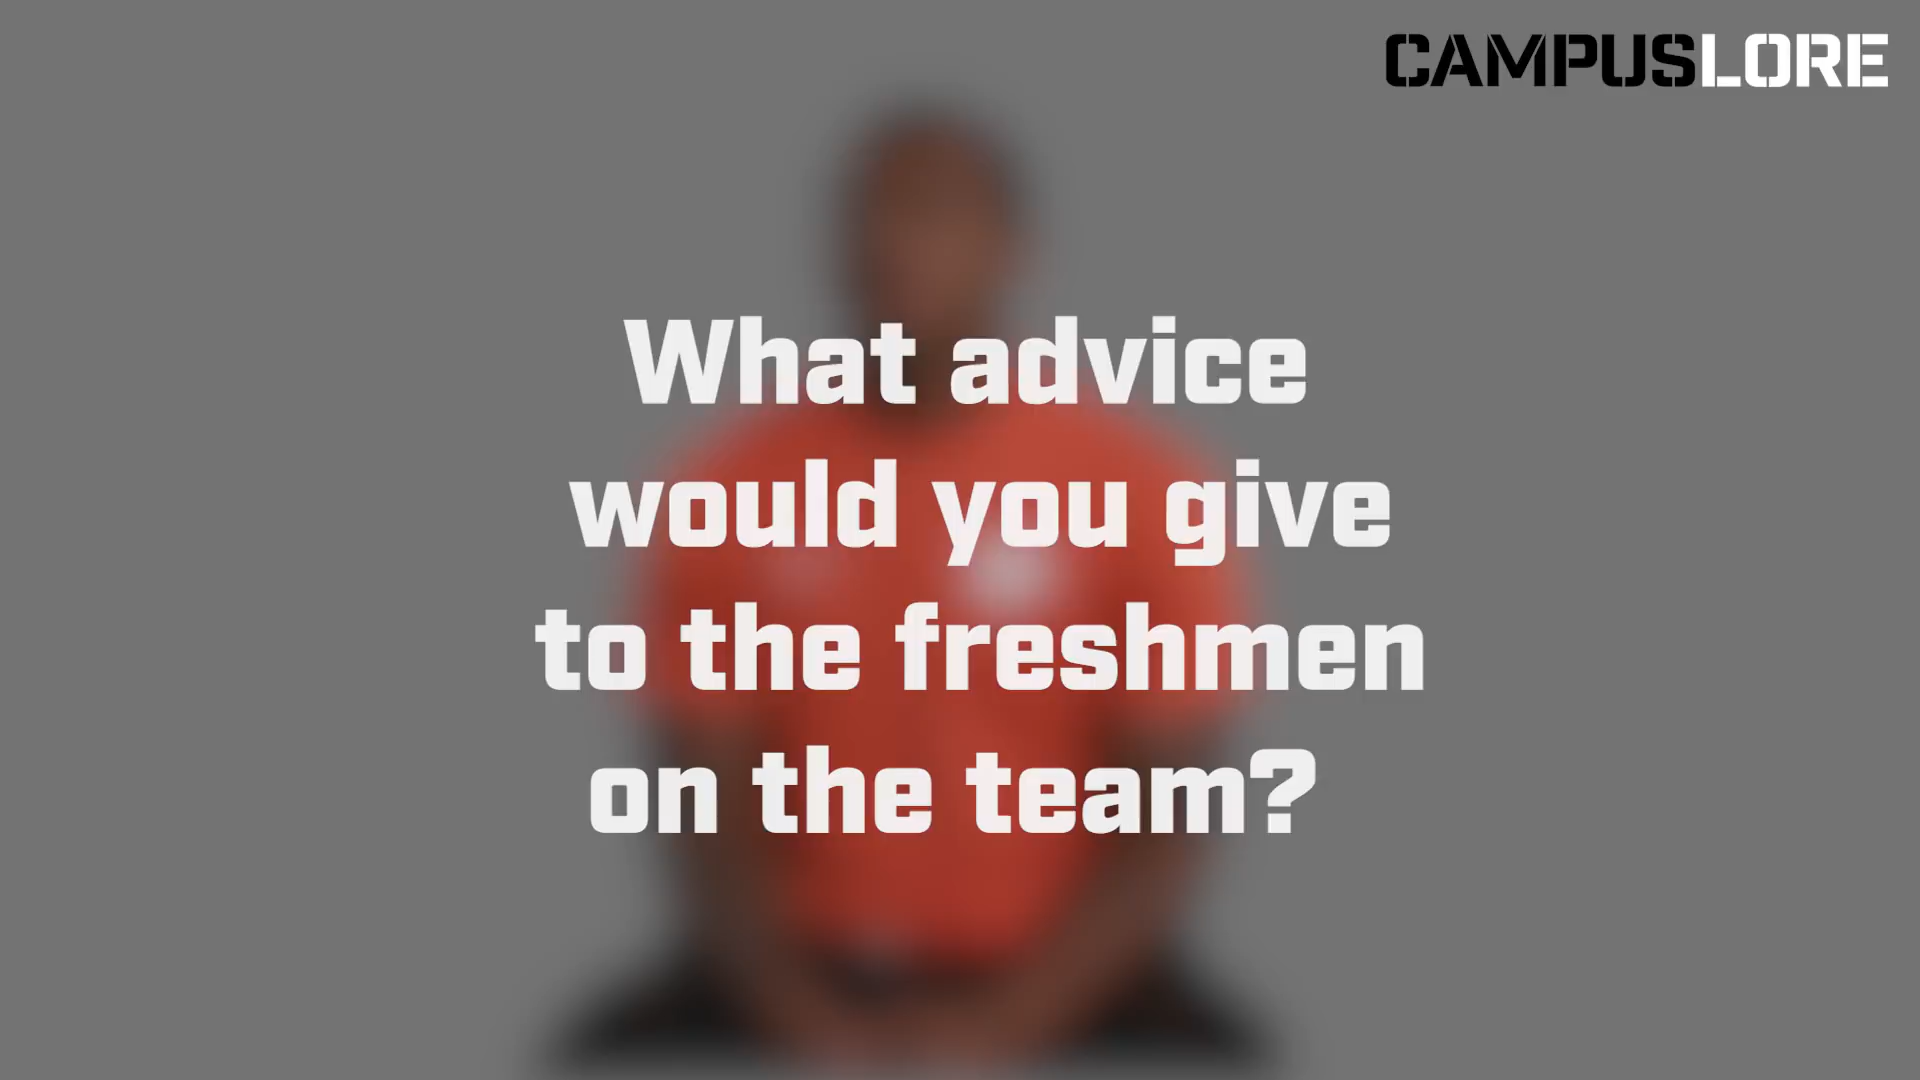 CAMPUSLORE
What advice
would you give
to the freshmen
on the team?